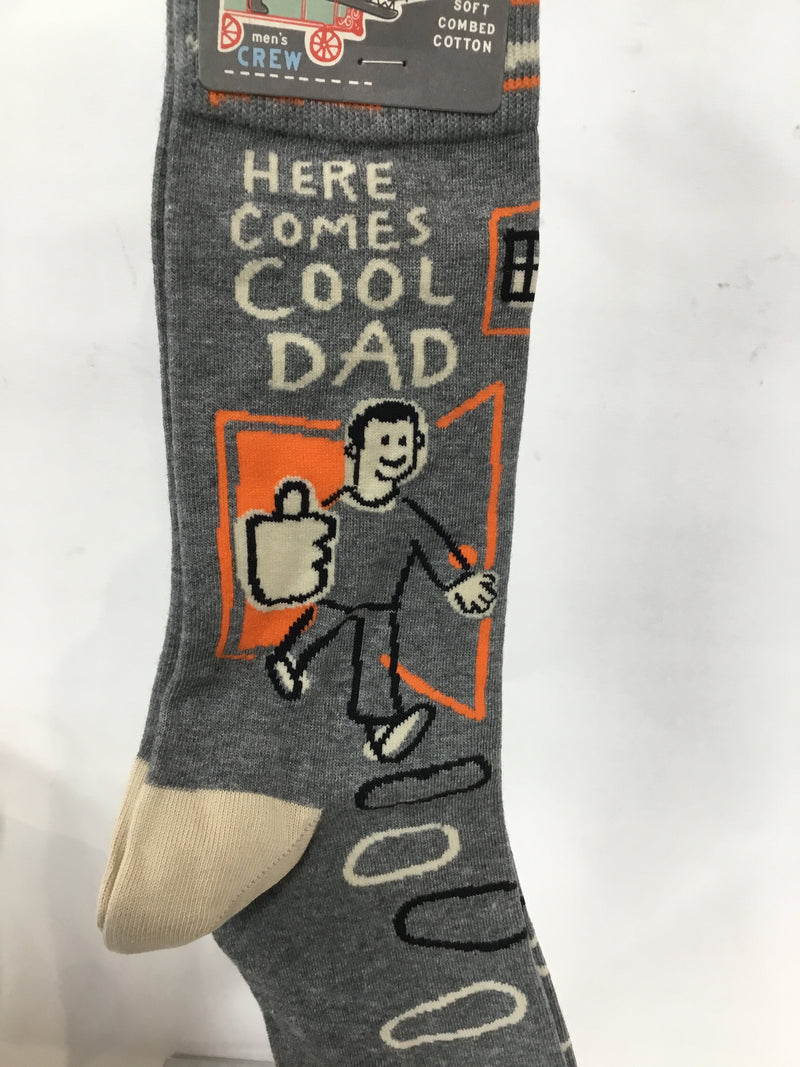 SOFT
COMBED
COTTON
men's
CREW
HERE
COMES
COOL
DAD